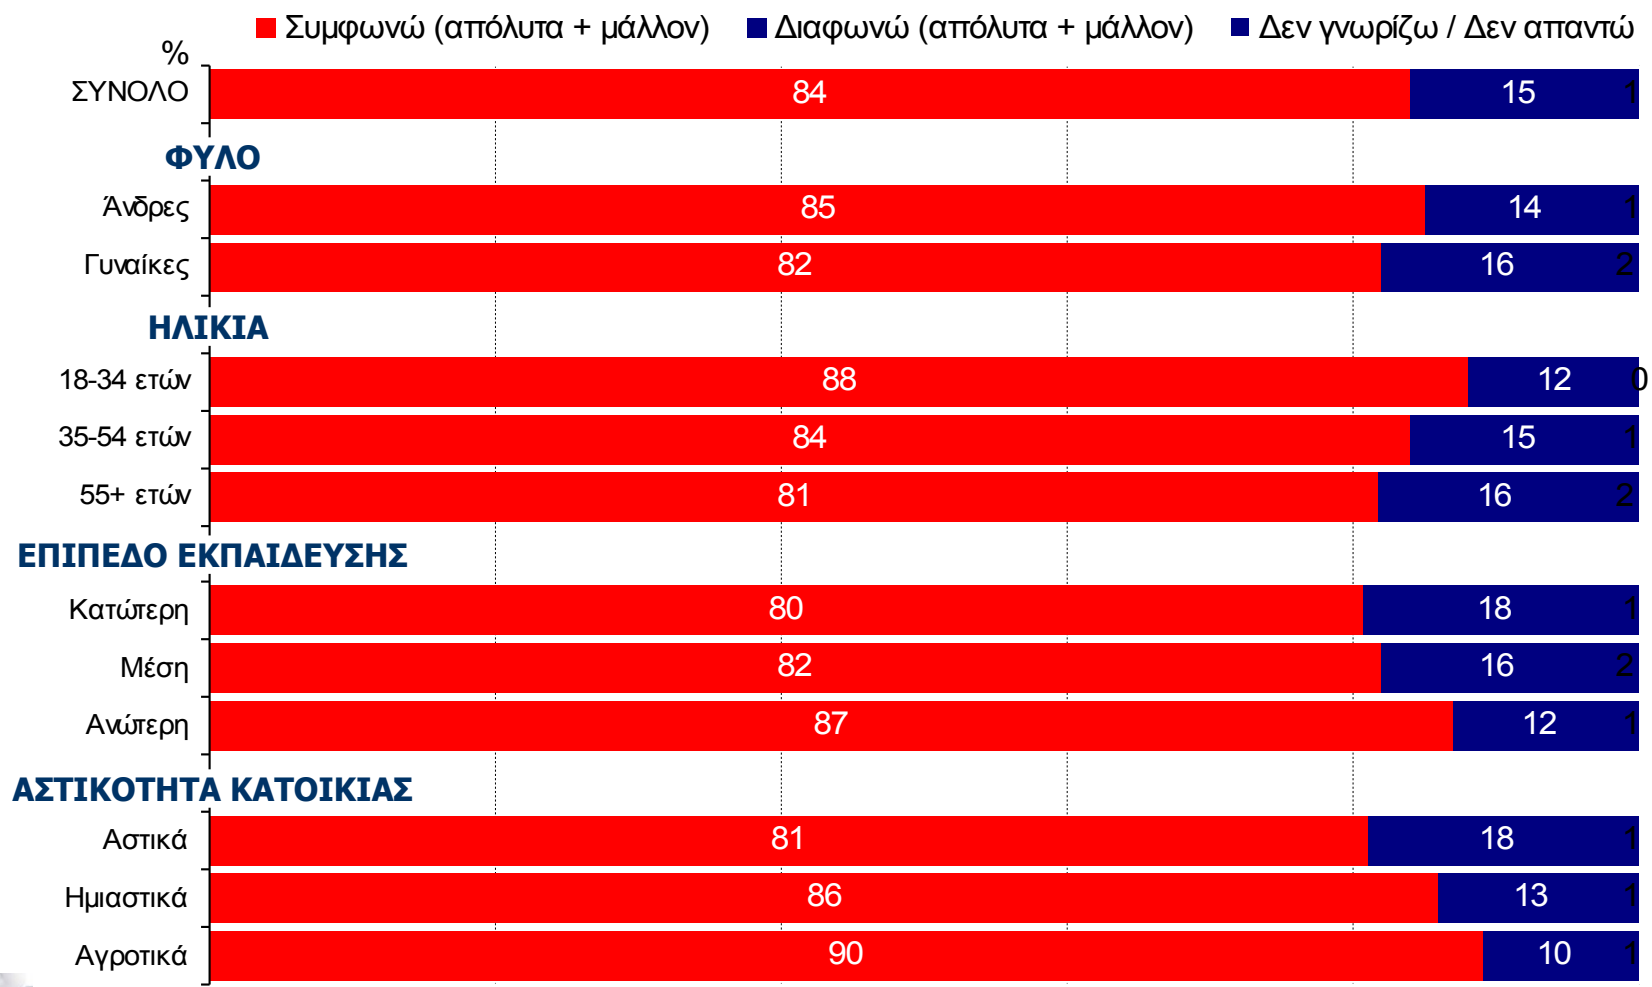 Συμφωνώ (απόλυτα + μάλλον) Διαφωνώ (απόλυτα + μάλλον) Δεν γνωρίζω / Δεν απαντώ
%
ΣΥΝΟΛΟ 84 15 1
ΦΥΛΟ
Άνδρες 85 14 1
Γυναίκες 82 16 2
ΗΛΙΚΙΑ
18-34 ετών 88 12 0
35-54 ετών 84 15 1
55+ ετών 81 16 2
ΕΠΙΠΕΔΟ ΕΚΠΑΙΔΕΥΣΗΣ
Κατώτερη 80 18 1
Μέση 82 16 2
Ανώτερη 87 12 1
ΑΣΤΙΚΟΤΗΤΑ ΚΑΤΟΙΚΙΑΣ
Αστικά 81 18 1
Ημιαστικά 86 13 1
Αγροτικά 90 10 1